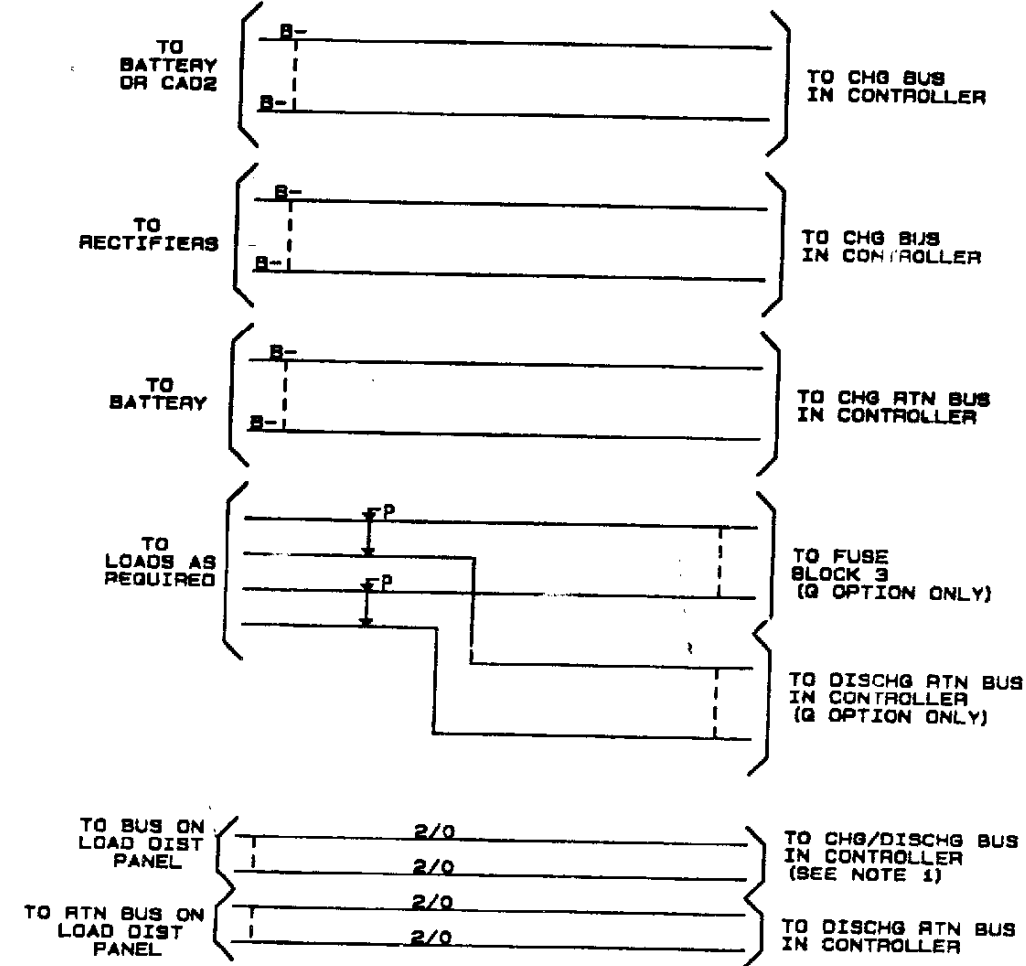 B-
TO
BATTERY
OR CAD2
B-
TO CHG BUS
IN CONTROLLER
B-
TO
RECTIFIERS
B-
TO CHG BUS
IN CONTROLLER
B-
TO
BATTERY
B-
TO CHG RTN BUS
IN CONTROLLER
P
TO
LOADS AS
REQUIRED
P
TO FUSE
BLOCK 3
(Q OPTION ONLY)
TO DISCHG RTN BUS
IN CONTROLLER
(Q OPTION ONLY)
TO BUS ON
LOAD DIST
PANEL
2/0
2/0
TO CHG/DISCHG BUS
IN CONTROLLER
(SEE NOTE 1)
TO RTN BUS ON
LOAD DIST
PANEL
2/0
2/0
TO DISCHG RTN BUS
IN CONTROLLER